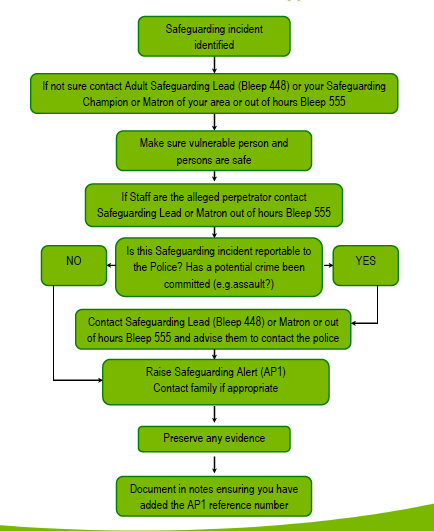 Safeguarding incident
identified
If not sure contact Adult Safeguarding Lead (Bleep 448) or your Safeguarding
Champion or Matron of your area or out of hours Bleep 555
Make sure vulnerable person and
persons are safe
If Staff are the alleged perpetrator contact
Safeguarding Lead or Matron out of hours Bleep 555
Is this Safeguarding incident reportable to
the Police? Has a potential crime been
committed (e.g.assault?)
NO
YES
Contact Safeguarding Lead (Bleep 448) or Matron or out
of hours Bleep 555 and advise them to contact the police
Raise Safeguarding Alert (AP1)
Contact family if appropriate
Preserve any evidence
Document in notes ensuring you have
added the AP1 reference number